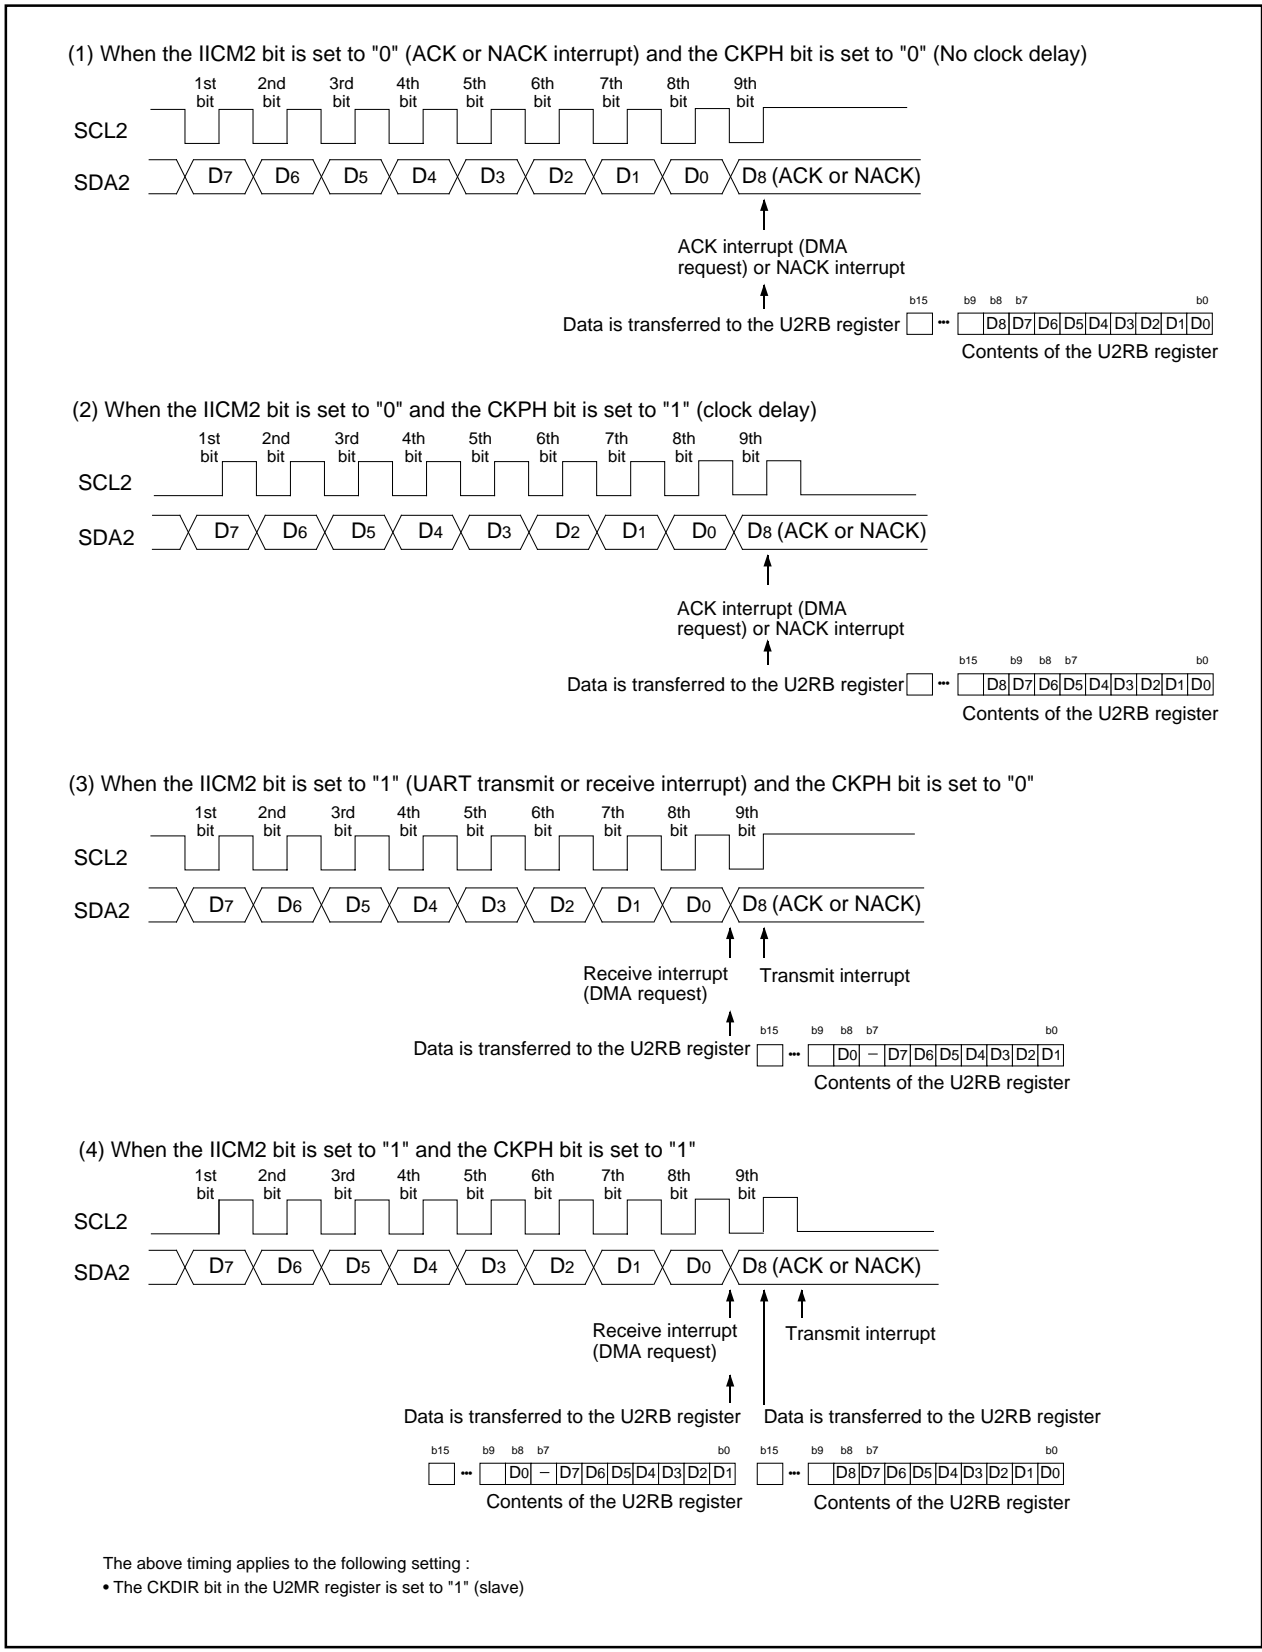 (1) When the IICM2 bit is set to "0" (ACK or NACK interrupt) and the CKPH bit is set to "0" (No clock delay)
1st bit 2nd bit 3rd bit 4th bit 5th bit 6th bit 7th bit 8th bit 9th bit
SCL2
SDA2 D7 D6 D5 D4 D3 D2 D1 D0 D8 (ACK or NACK)
ACK interrupt (DMA
request) or NACK interrupt
b15 b9 b8 b7 b0
Data is transferred to the U2RB register ••• D8 D7 D6 D5 D4 D3 D2 D1 D0
Contents of the U2RB register
(2) When the IICM2 bit is set to "0" and the CKPH bit is set to "1" (clock delay)
1st bit 2nd bit 3rd bit 4th bit 5th bit 6th bit 7th bit 8th bit 9th bit
SCL2
SDA2 D7 D6 D5 D4 D3 D2 D1 D0 D8 (ACK or NACK)
ACK interrupt (DMA
request) or NACK interrupt
b15 b9 b8 b7 b0
Data is transferred to the U2RB register ••• D8 D7 D6 D5 D4 D3 D2 D1 D0
Contents of the U2RB register
(3) When the IICM2 bit is set to "1" (UART transmit or receive interrupt) and the CKPH bit is set to "0"
1st bit 2nd bit 3rd bit 4th bit 5th bit 6th bit 7th bit 8th bit 9th bit
SCL2
SDA2 D7 D6 D5 D4 D3 D2 D1 D0 D8 (ACK or NACK)
Receive interrupt Transmit interrupt
(DMA request)
b15 b9 b8 b7 b0
Data is transferred to the U2RB register ••• D0 – D7 D6 D5 D4 D3 D2 D1
Contents of the U2RB register
(4) When the IICM2 bit is set to "1" and the CKPH bit is set to "1"
1st bit 2nd bit 3rd bit 4th bit 5th bit 6th bit 7th bit 8th bit 9th bit
SCL2
SDA2 D7 D6 D5 D4 D3 D2 D1 D0 D8 (ACK or NACK)
Receive interrupt Transmit interrupt
(DMA request)
Data is transferred to the U2RB register Data is transferred to the U2RB register
b15 b9 b8 b7 b0 b15 b9 b8 b7 b0
••• D0 – D7 D6 D5 D4 D3 D2 D1 ••• D8 D7 D6 D5 D4 D3 D2 D1 D0
Contents of the U2RB register Contents of the U2RB register
The above timing applies to the following setting :
• The CKDIR bit in the U2MR register is set to "1" (slave)